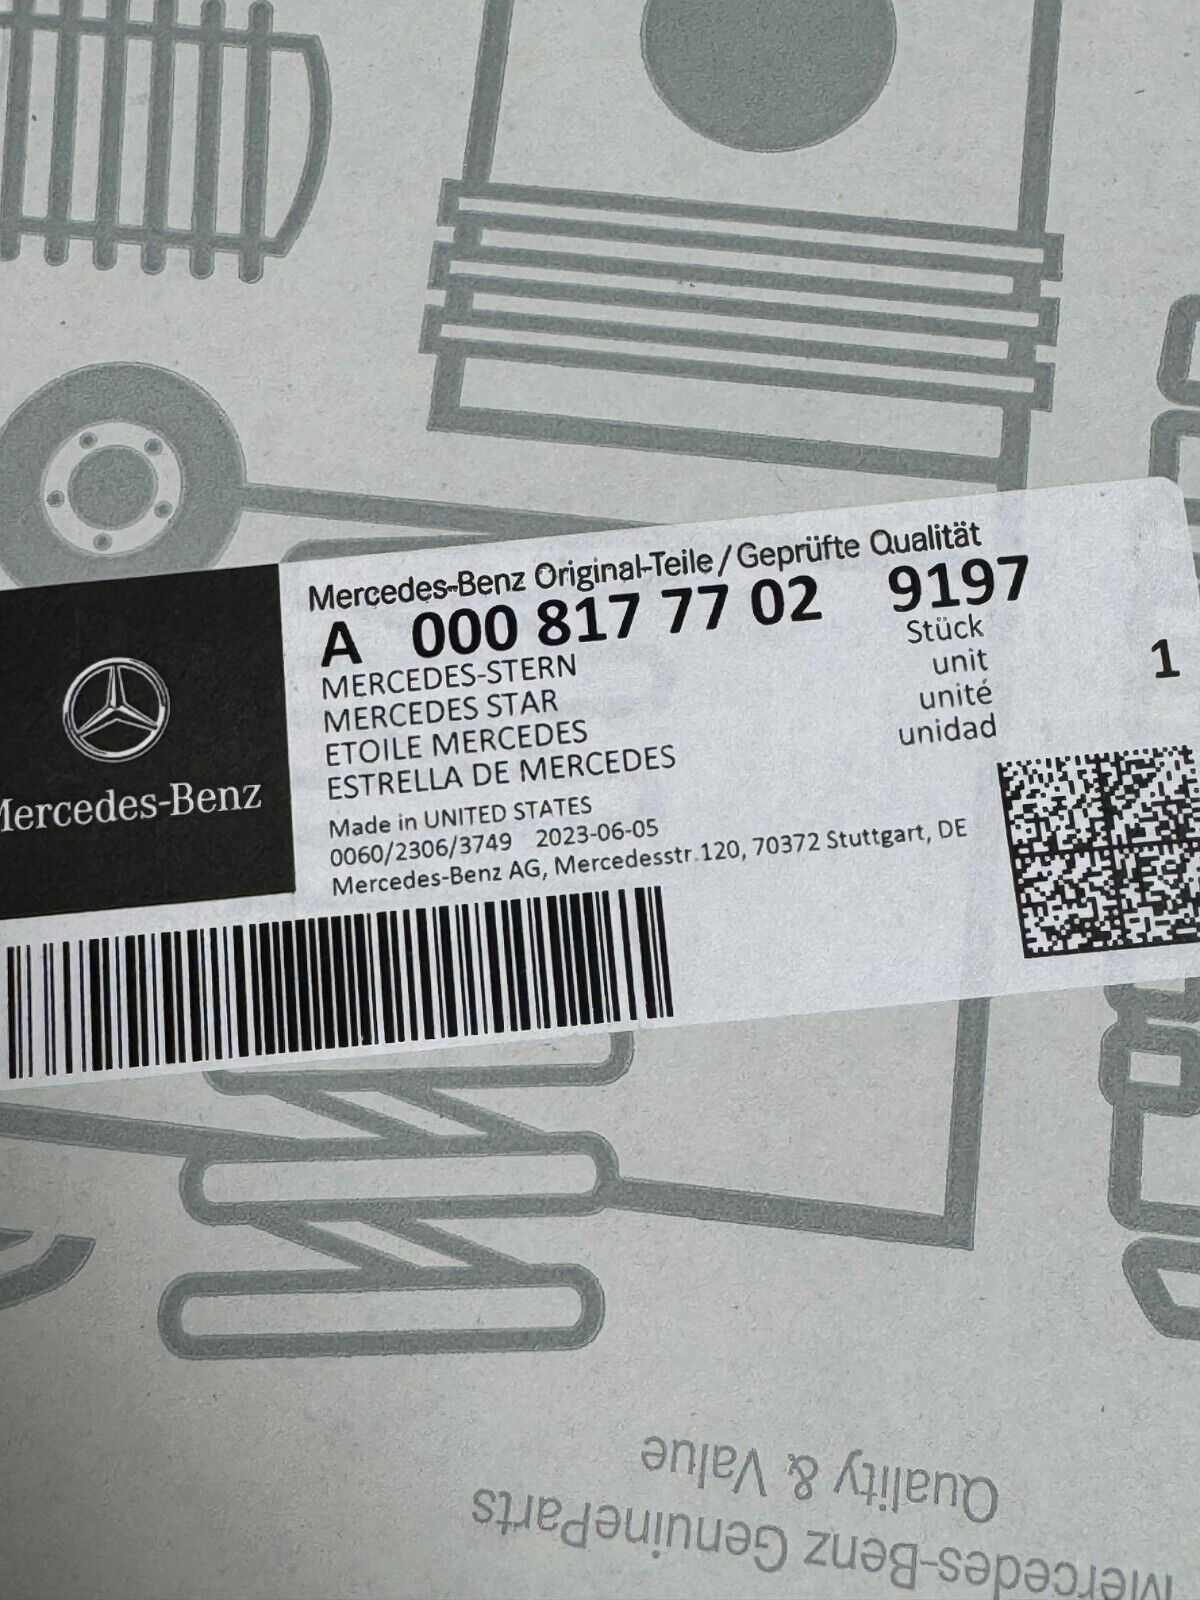 Mercedes-Benz Original-Teile / Geprüfte Qualität
A 000 817 77 02 9197
MERCEDES-STERN
MERCEDES STAR
ETOILE MERCEDES
ESTRELLA DE MERCEDES
Stück
unit
unité
unidad
1
Made in UNITED STATES
0060/2306/3749 2023-06-05
Mercedes-Benz AG, Mercedesstr.120, 70372 Stuttgart, DE
Mercedes-Benz
Mercedes-Benz GenuineParts
Quality & Value